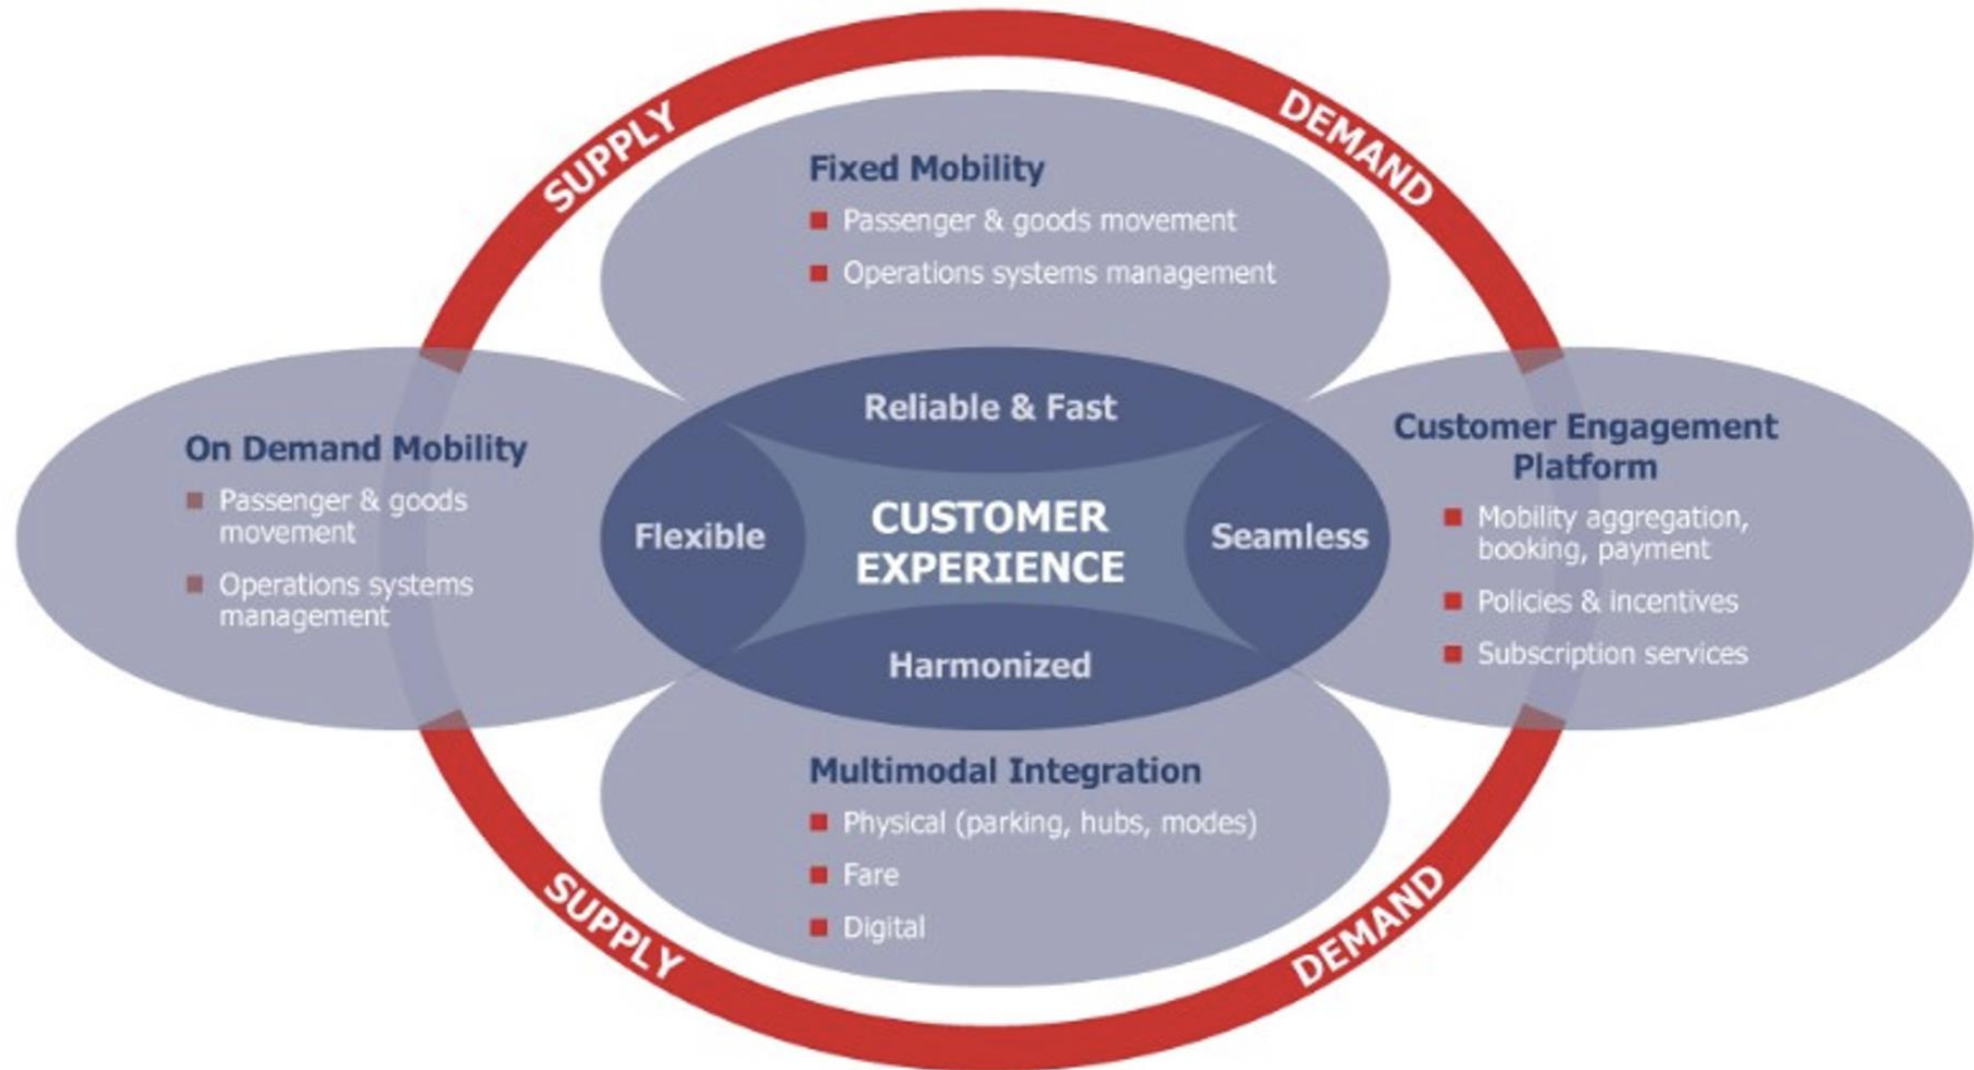 SUPPLY
DEMAND
Fixed Mobility
Passenger & goods movement
Operations systems management
On Demand Mobility
Passenger & goods
movement
Operations systems
management
Reliable & Fast
Flexible
CUSTOMER
EXPERIENCE
Seamless
Harmonized
Customer Engagement
Platform
Mobility aggregation,
booking, payment
Policies & incentives
Subscription services
Multimodal Integration
Physical (parking, hubs, modes)
Fare
Digital
SUPPLY
DEMAND